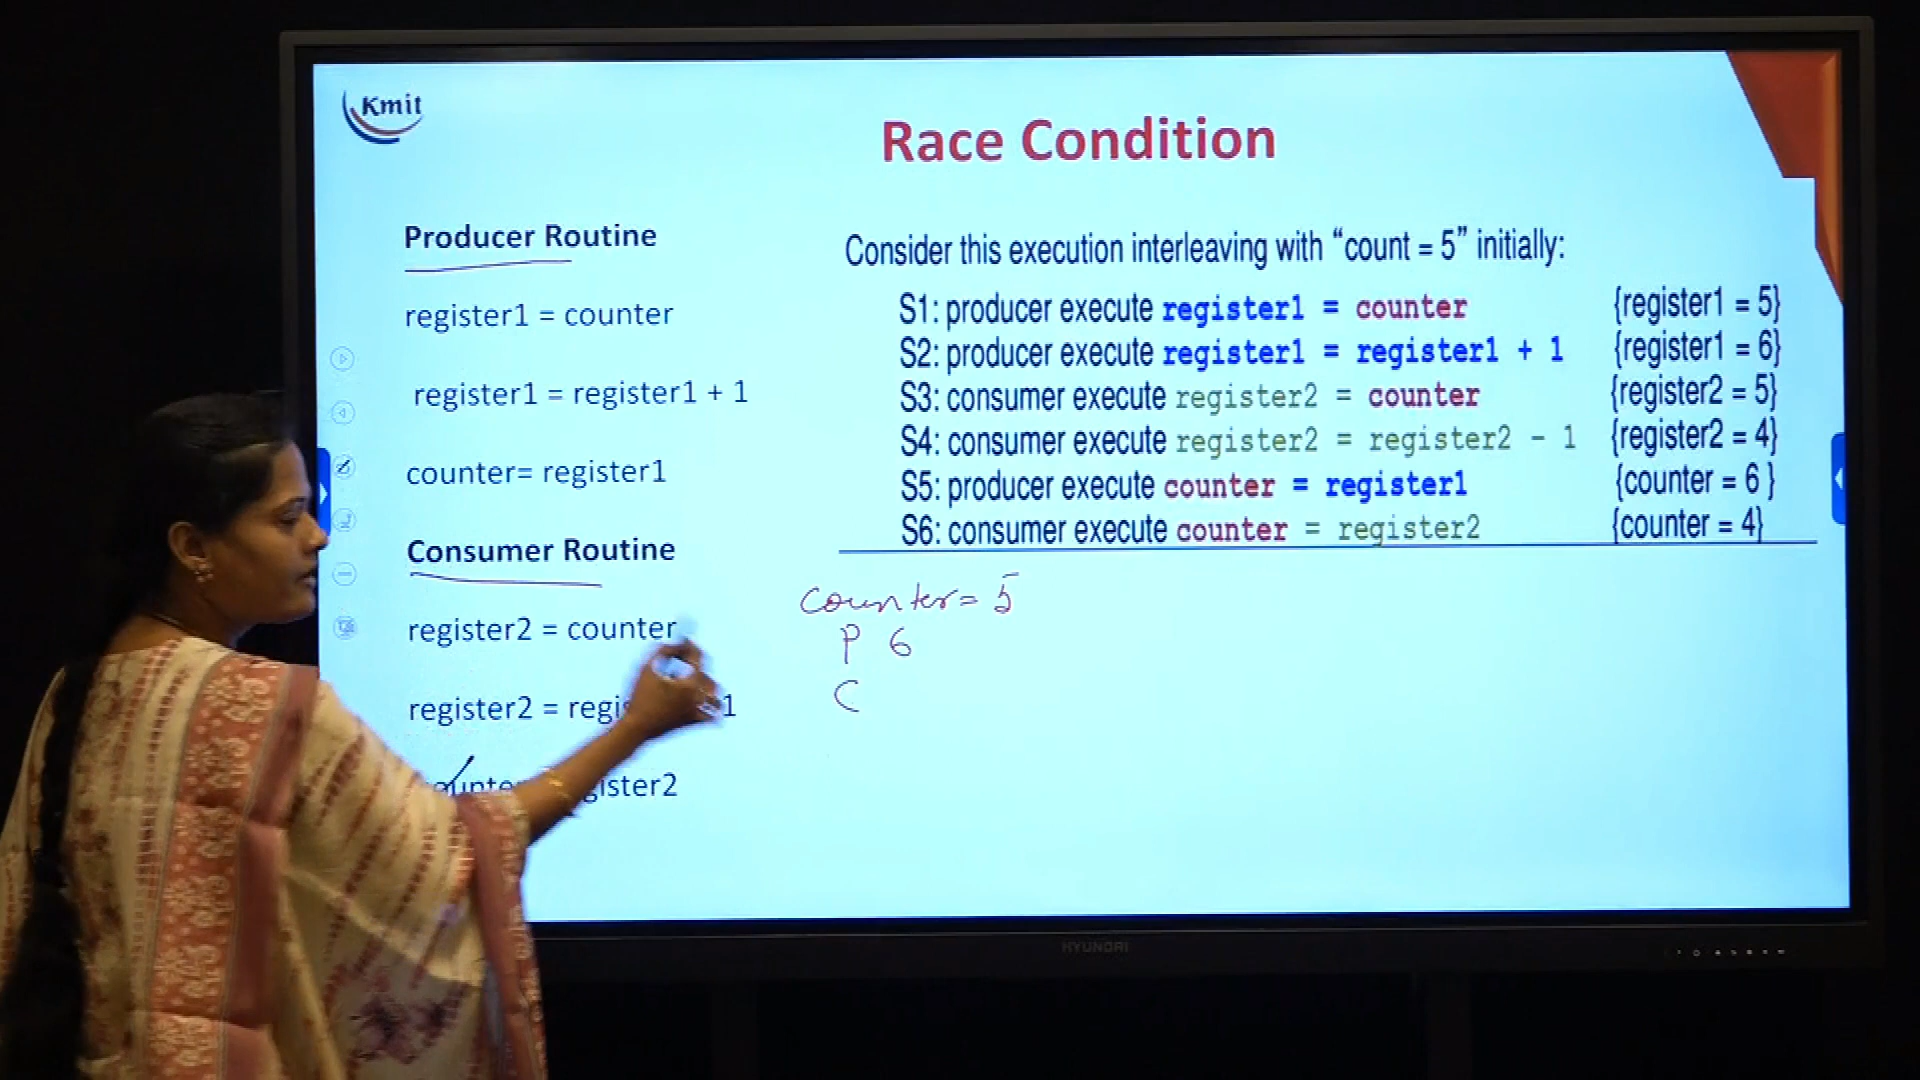 Kmit
Race Condition
Producer Routine
register1 = counter
register1 = register1 + 1
counter= register1
Consumer Routine
register2 = counter
register2 = 1
register2
Consider this execution interleaving with “count = 5” initially:
S1: producer execute register1 = counter {register1 = 5}
S2: producer execute register1 = register1 + 1 {register1 = 6}
S3: consumer execute register2 = counter {register2 = 5}
S4: consumer execute register2 = register2 - 1 {register2 = 4}
S5: producer execute counter = register1 {counter = 6 }
S6: consumer execute counter = register2 {counter = 4}
counter = 5
P 6
C
HYUNDAI